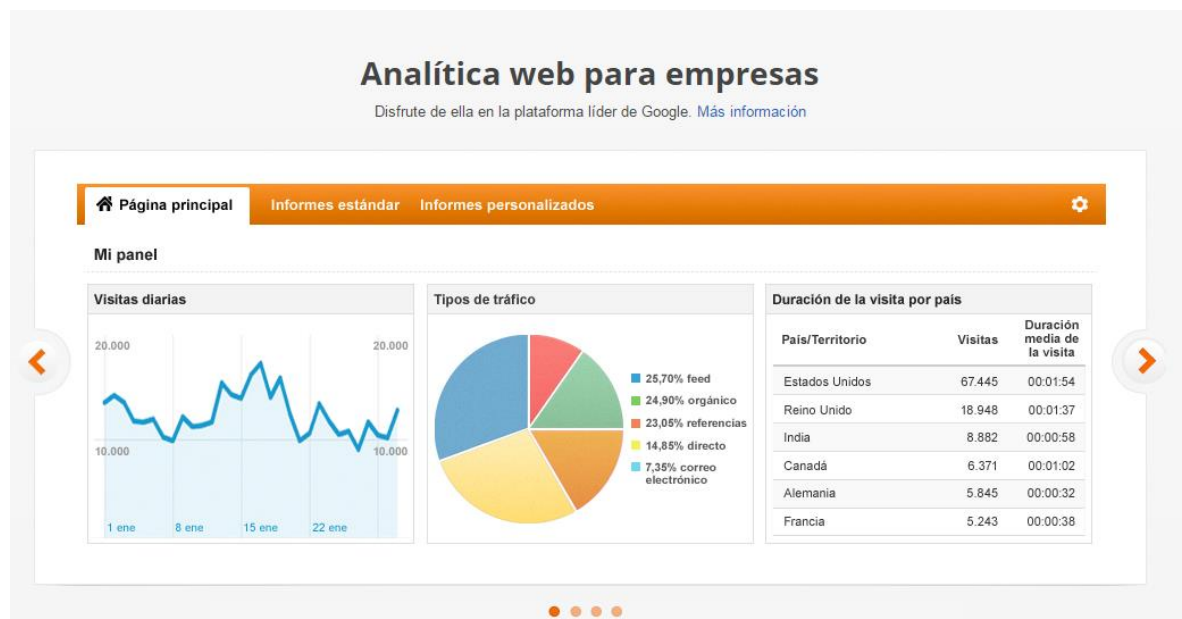 Analítica web para empresas
Disfrute de ella en la plataforma líder de Google. Más información
Página principal
Informes estándar
Informes personalizados
Mi panel
Visitas diarias
20.000
20.000
10.000
10.000
1 ene
8 ene
15 ene
22 ene
Tipos de tráfico
25,70% feed
24,90% orgánico
23,05% referencias
14,85% directo
7,35% correo
electrónico
Duración de la visita por país
País/Territorio Visitas Duración
media de
la visita
Estados Unidos 67.445 00:01:54
Reino Unido 18.948 00:01:37
India 8.882 00:00:58
Canadá 6.371 00:01:02
Alemania 5.845 00:00:32
Francia 5.243 00:00:38